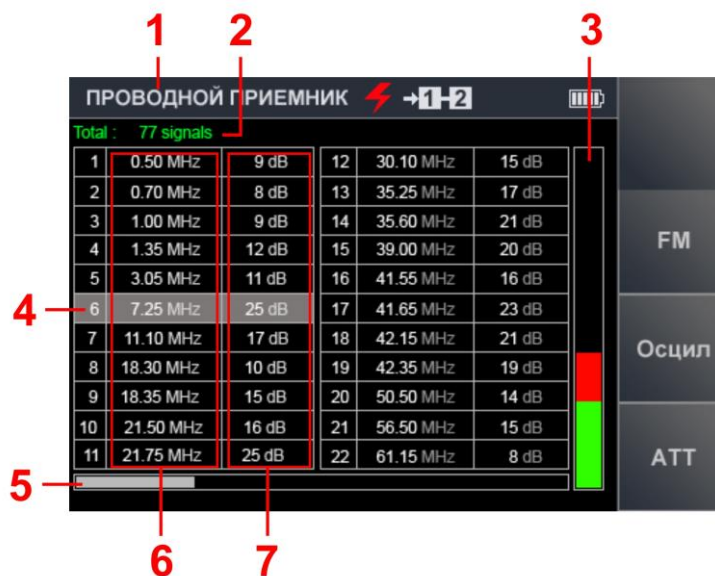 1 2 3
ПРОВОДНОЙ ПРИЕМНИК →1-2
Total : 77 signals
1 0.50 MHz 9 dB 12 30.10 MHz 15 dB
2 0.70 MHz 8 dB 13 35.25 MHz 17 dB
3 1.00 MHz 9 dB 14 35.60 MHz 21 dB
FM
4 1.35 MHz 12 dB 15 39.00 MHz 20 dB
5 3.05 MHz 11 dB 16 41.55 MHz 16 dB
4
6 7.25 MHz 25 dB 17 41.65 MHz 23 dB
7 11.10 MHz 17 dB 18 42.15 MHz 21 dB
Осцил
8 18.30 MHz 10 dB 19 42.35 MHz 19 dB
9 18.35 MHz 15 dB 20 50.50 MHz 14 dB
10 21.50 MHz 16 dB 21 56.50 MHz 15 dB
11 21.75 MHz 25 dB 22 61.15 MHz 8 dB
ATT
5
6 7